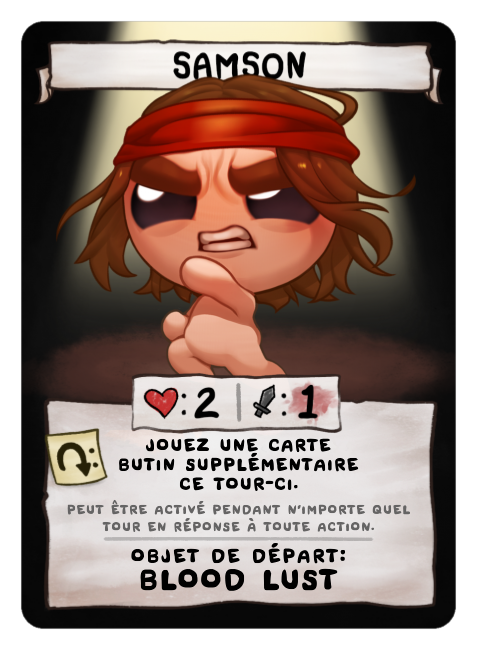 SAMSON
:2 | :1
JOUEZ UNE CARTE
BUTIN SUPPLÉMENTAIRE
CE TOUR-CI.
PEUT ÊTRE ACTIVÉ PENDANT N'IMPORTE QUEL
TOUR EN RÉPONSE À TOUTE ACTION.
OBJET DE DÉPART:
BLOOD LUST